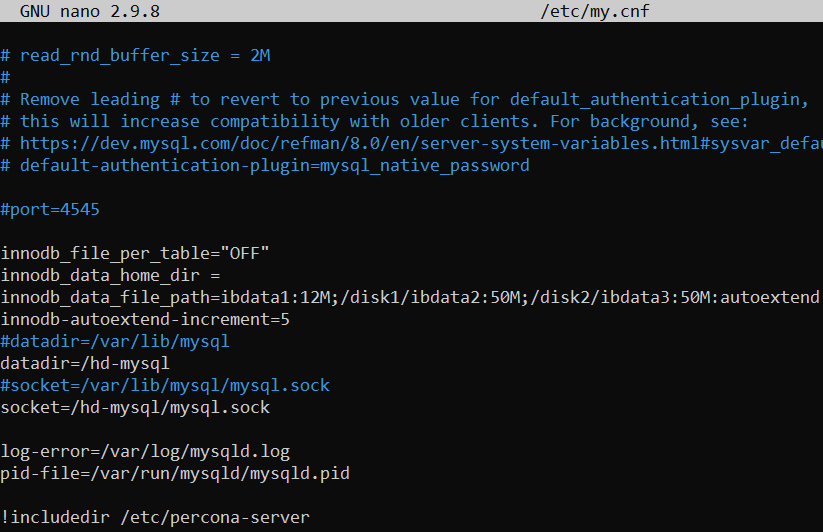 GNU nano 2.9.8 /etc/my.cnf
# read_rnd_buffer_size = 2M
#
# Remove leading # to revert to previous value for default_authentication_plugin,
# this will increase compatibility with older clients. For background, see:
# https://dev.mysql.com/doc/refman/8.0/en/server-system-variables.html#sysvar_defau
# default-authentication-plugin=mysql_native_password
#port=4545
innodb_file_per_table="OFF"
innodb_data_home_dir =
innodb_data_file_path=ibdata1:12M;/disk1/ibdata2:50M;/disk2/ibdata3:50M:autoextend
innodb-autoextend-increment=5
#datadir=/var/lib/mysql
datadir=/hd-mysql
#socket=/var/lib/mysql/mysql.sock
socket=/hd-mysql/mysql.sock
log-error=/var/log/mysqld.log
pid-file=/var/run/mysqld/mysqld.pid
!includedir /etc/percona-server